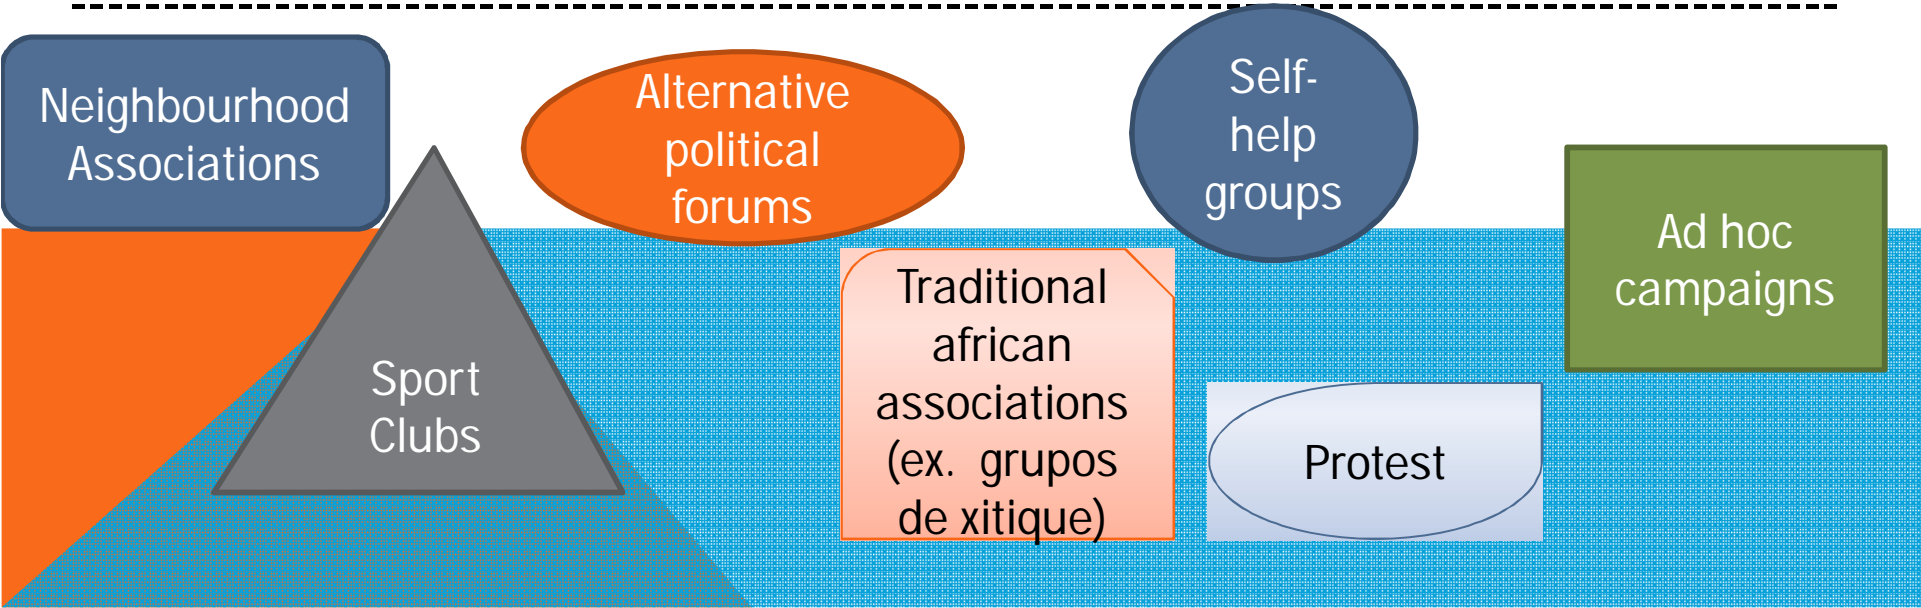 Neighbourhood
Associations
Alternative
political
forums
Self-
help
groups
Ad hoc
campaigns
Sport
Clubs
Traditional
african
associations
(ex. grupos
de xitique)
Protest